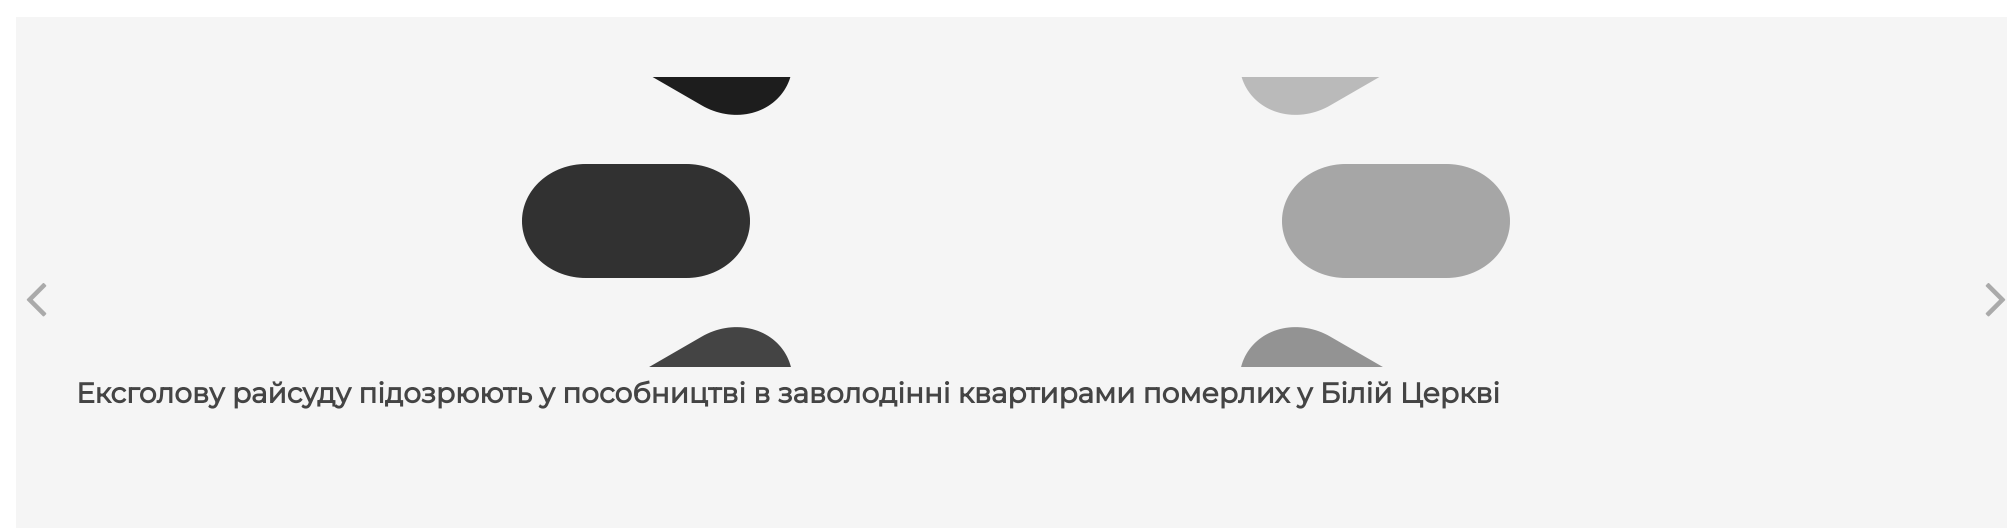 Ексголову райсуду підозрюють у пособництві в заволодінні квартирами померлих у Білій Церкві